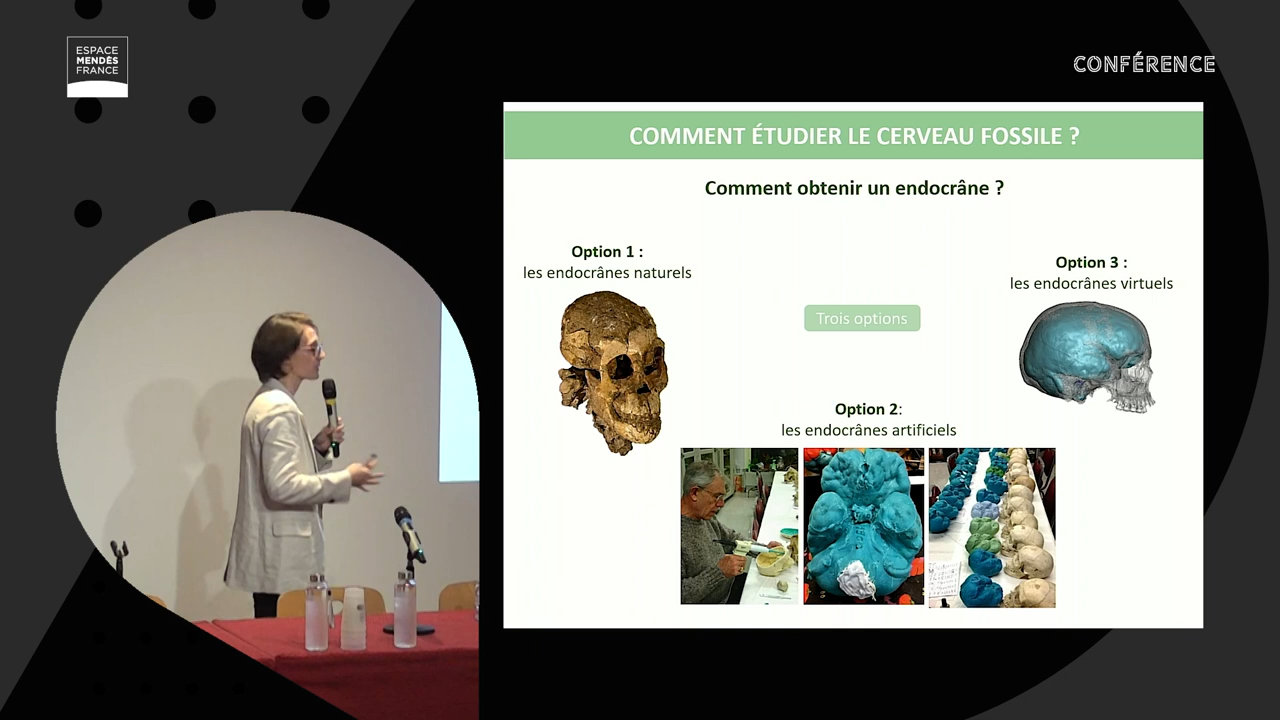 ESPACE
MENDÈS
FRANCE
CONFÉRENCE
COMMENT ÉTUDIER LE CERVEAU FOSSILE ?
Comment obtenir un endocrâne ?
Option 1 :
les endocrânes naturels
Option 3 :
les endocrânes virtuels
Trois options
Option 2:
les endocrânes artificiels